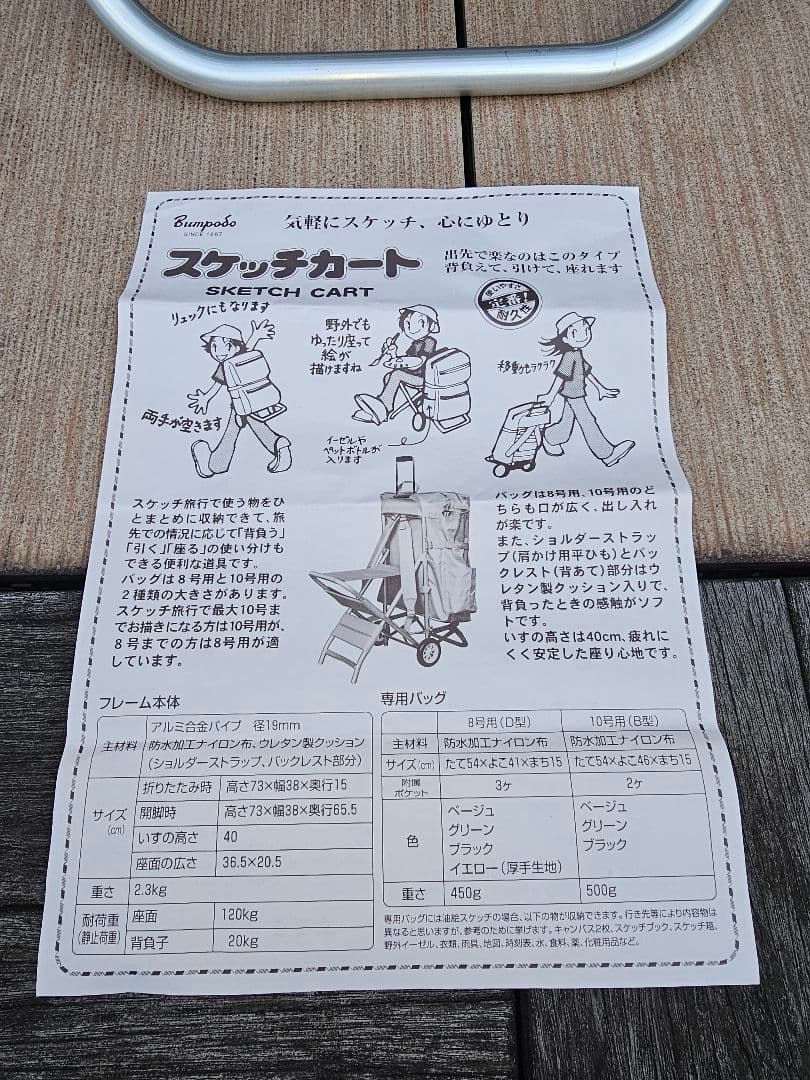 Bumpodo
SINCE 1887
気軽にスケッチ、心にゆとり
スケッチカート
SKETCH CART
出先で楽なのはこのタイプ
背負えて、引けて、座れます
使いやすさ
定番!
耐久性
リュックにもなります
両手が空きます
野外でも
ゆったり座って
絵が
描けますね
イーゼルや
ペットボトルが
入ります
移動もラクラク
スケッチ旅行で使う物をひ
とまとめに収納できて、旅
先での情況に応じて「背負う」
「引く」「座る」の使い分けも
できる便利な道具です。
バッグは8号用と10号用の
2種類の大きさがあります。
スケッチ旅行で最大10号ま
でお描きになる方は10号用が、
8号までの方は8号用が適
しています。
バッグは8号用、10号用のど
ちらも口が広く、出し入れ
が楽です。
また、ショルダーストラッ
プ(肩かけ用平ひも)とバッ
クレスト(背あて)部分はウ
レタン製クッション入りで、
背負ったときの感触がソフ
トです。
いすの高さは40cm、疲れに
くく安定した座り心地です。
フレーム本体
主材料
アルミ合金パイプ 径19mm
防水加工ナイロン布、ウレタン製クッション
(ショルダーストラップ、バックレスト部分)
サイズ
(cm)
折りたたみ時 高さ73×幅38×奥行15
開脚時 高さ73×幅38×奥行65.5
いすの高さ 40
座面の広さ 36.5×20.5
重さ 2.3kg
耐荷重
(静止荷重)
座面 120kg
背負子 20kg
専用バッグ
8号用(D型) 10号用(B型)
主材料 防水加工ナイロン布 防水加工ナイロン布
サイズ(cm) たて54×よこ41×まち15 たて54×よこ46×まち15
附属
ポケット
3ヶ 2ヶ
色
ベージュ ベージュ
グリーン グリーン
ブラック ブラック
イエロー(厚手生地)
重さ 450g 500g
専用バッグには油絵スケッチの場合、以下の物が収納できます。行き先等により内容物は
異なると思いますが、参考のために挙げます。キャンバス2枚、スケッチブック、スケッチ箱、
野外イーゼル、衣類、雨具、地図、時刻表、水、食料、薬、化粧用品など。